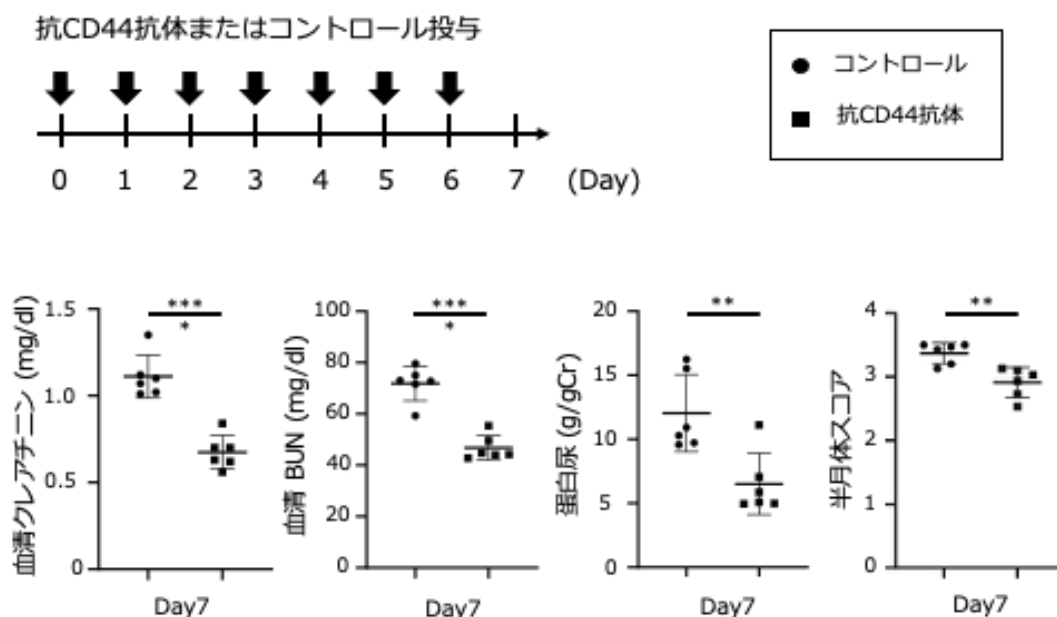 抗CD44抗体またはコントロール投与
コントロール
抗CD44抗体
0 1 2 3 4 5 6 7 (Day)
血清クレアチニン (mg/dl)
1.5
1.0
0.5
0
***
*
Day7
血清 BUN (mg/dl)
100
80
60
40
20
0
***
*
Day7
蛋白尿 (g/gCr)
20
15
10
5
0
**
Day7
半月体スコア
4
3
2
1
0
**
Day7